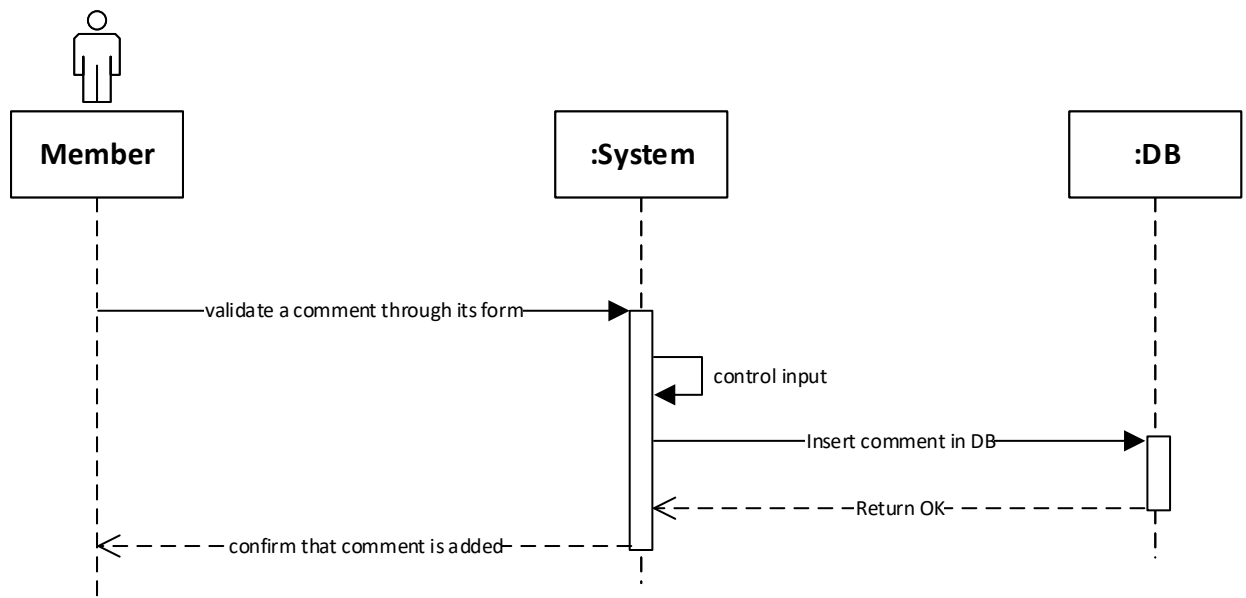 Member
:System
:DB
validate a comment through its form
control input
Insert comment in DB
Return OK
confirm that comment is added